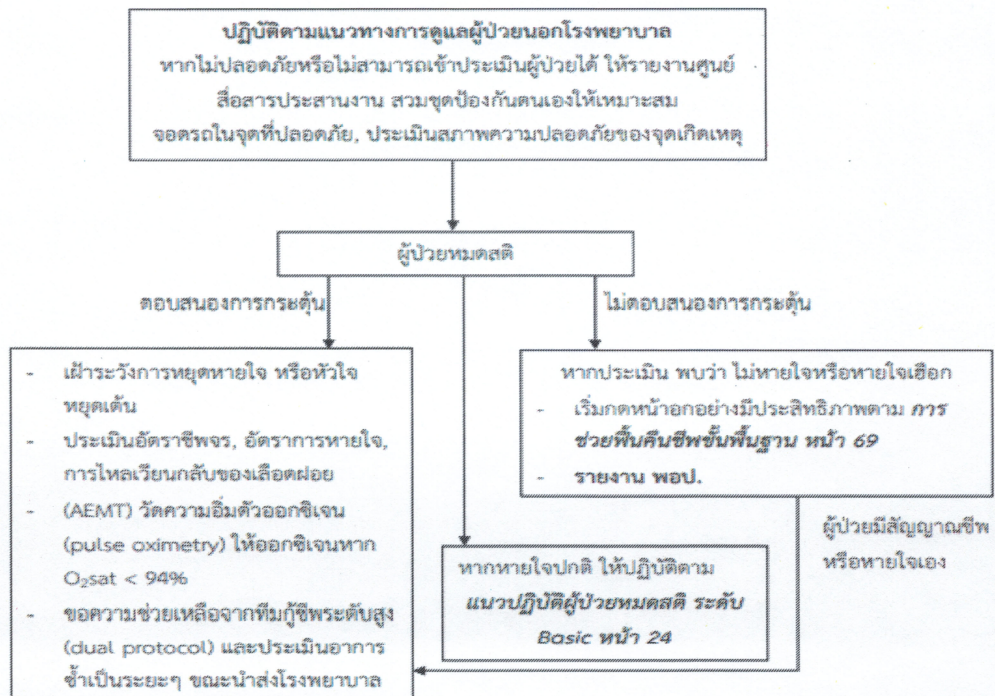 ปฏิบัติตามแนวทางการดูแลผู้ป่วยนอกโรงพยาบาล
หากไม่ปลอดภัยหรือไม่สามารถเข้าประเมินผู้ป่วยได้ ให้รายงานศูนย์
สื่อสารประสานงาน สวมชุดป้องกันตนเองให้เหมาะสม
จอดรถในจุดที่ปลอดภัย, ประเมินสภาพความปลอดภัยของจุดเกิดเหตุ
ผู้ป่วยหมดสติ
ตอบสนองการกระตุ้น
ไม่ตอบสนองการกระตุ้น
- เฝ้าระวังการหยุดหายใจ หรือหัวใจ
หยุดเต้น
- ประเมินอัตราชีพจร, อัตราการหายใจ,
การไหลเวียนกลับของเลือดฝอย
- (AEMT) วัดความอิ่มตัวออกซิเจน
(pulse oximetry) ให้ออกซิเจนหาก
O₂sat < 94%
- ขอความช่วยเหลือจากทีมกู้ชีพระดับสูง
(dual protocol) และประเมินอาการ
ซ้ำเป็นระยะๆ ขณะนำส่งโรงพยาบาล
หากประเมิน พบว่า ไม่หายใจหรือหายใจเฮือก
- เริ่มกดหน้าอกอย่างมีประสิทธิภาพตาม การ
ช่วยฟื้นคืนชีพขั้นพื้นฐาน หน้า 69
- รายงาน พอป.
ผู้ป่วยมีสัญญาณชีพ
หรือหายใจเอง
หากหายใจปกติ ให้ปฏิบัติตาม
แนวปฏิบัติผู้ป่วยหมดสติ ระดับ
Basic หน้า 24